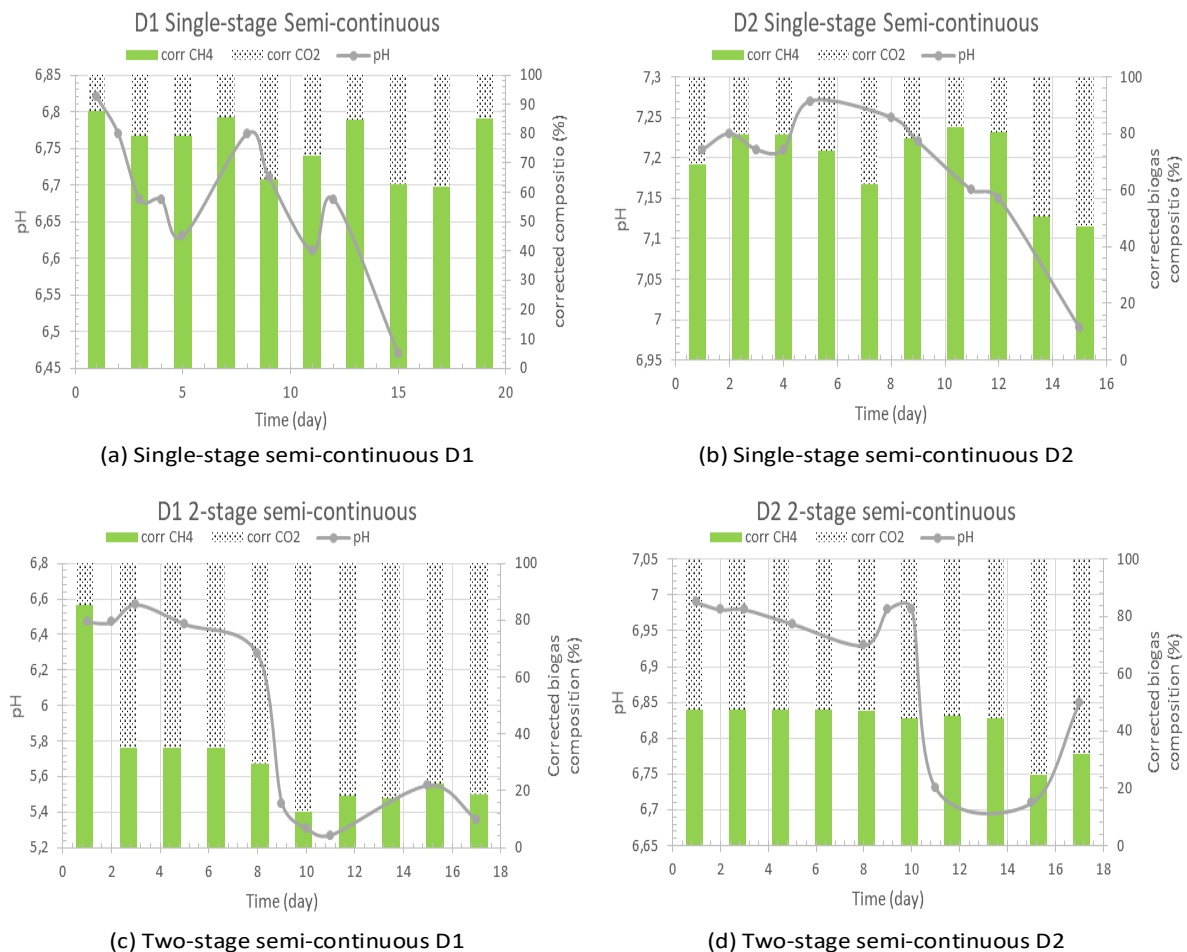 D1 Single-stage Semi-Continuous
corr CH4 corr CO2 pH
6,85
6,8
6,75
6,7
6,65
6,6
6,55
6,5
6,45
pH
100
90
80
70
60
50
40
30
20
10
0
corrected compositio (%)
0 5 10 15 20
Time (day)
(a) Single-stage semi-continuous D1
D2 Single-stage Semi-Continuous
corr CH4 corr CO2 pH
7,3
7,25
7,2
7,15
7,1
7,05
7
6,95
pH
100
80
60
40
20
0
corrected biogas
composition (%)
0 2 4 6 8 10 12 14 16
Time (day)
(b) Single-stage semi-continuous D2
D1 2-stage semi-continuous
corr CH4 corr CO2 pH
6,8
6,6
6,4
6,2
6
5,8
5,6
5,4
5,2
pH
100
80
60
40
20
0
Corrected biogas
composition (%)
0 2 4 6 8 10 12 14 16 18
Time (day)
(c) Two-stage semi-continuous D1
D2 2-stage semi-continuous
corr CH4 corr CO2 pH
7,05
7
6,95
6,9
6,85
6,8
6,75
6,7
6,65
pH
100
80
60
40
20
0
Corrected biogas
composition (%)
0 2 4 6 8 10 12 14 16 18
Time (day)
(d) Two-stage semi-continuous D2